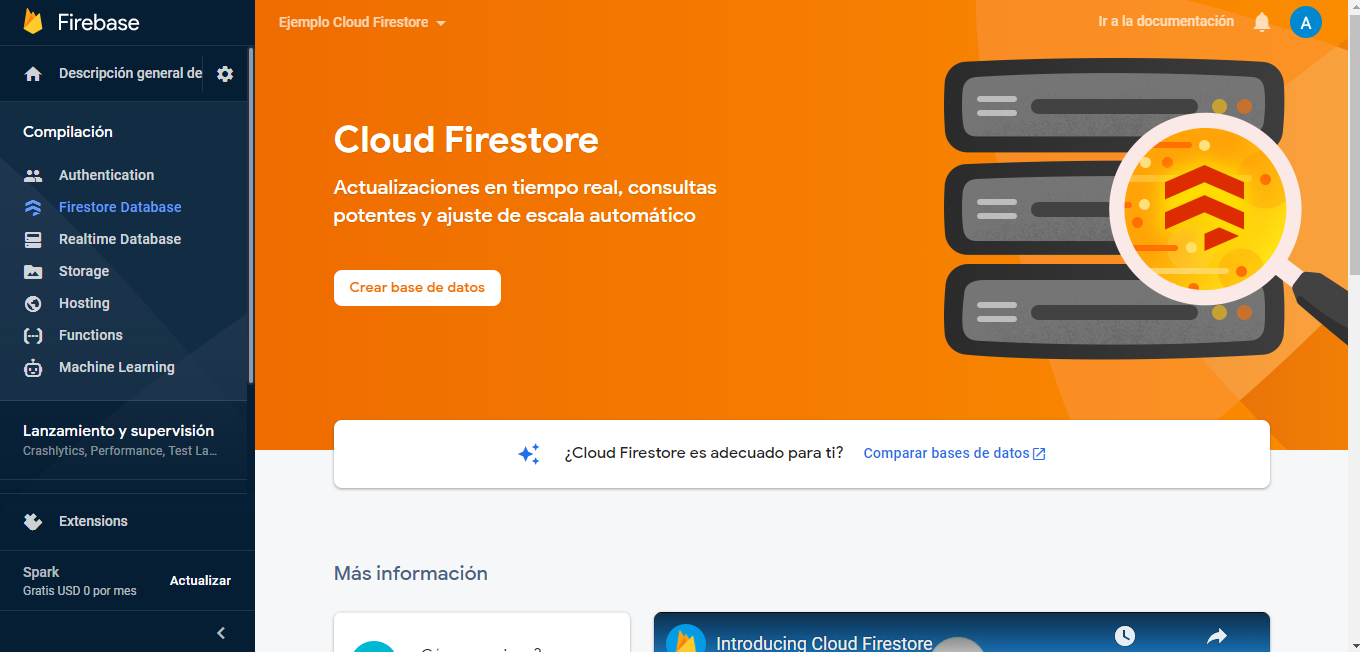 Firebase
Ejemplo Cloud Firestore
Ir a la documentación
A
Descripción general de
Compilación
Authentication
Firestore Database
Realtime Database
Storage
Hosting
Functions
Machine Learning
Lanzamiento y supervisión
Crashlytics, Performance, Test La...
Extensions
Spark
Gratis USD 0 por mes
Actualizar
Cloud Firestore
Actualizaciones en tiempo real, consultas
potentes y ajuste de escala automático
Crear base de datos
¿Cloud Firestore es adecuado para ti?
Comparar bases de datos
Más información
Introducing Cloud Firestore